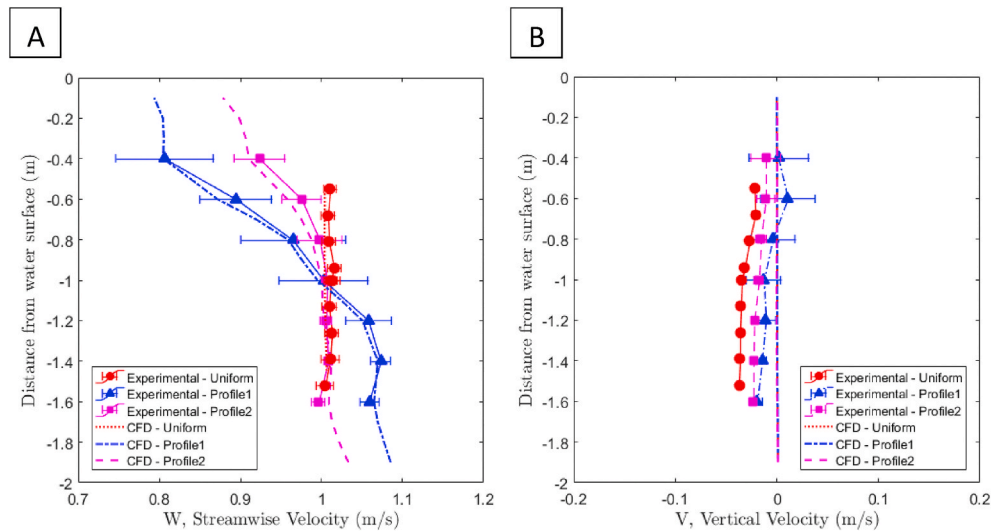 A
0
-0.2
-0.4
-0.6
-0.8
-1
-1.2
-1.4
-1.6
-1.8
-2
Distance from water surface (m)
Experimental - Uniform
Experimental - Profile1
Experimental - Profile2
CFD - Uniform
CFD - Profile1
CFD - Profile2
0.7 0.8 0.9 1 1.1 1.2
W, Streamwise Velocity (m/s)
B
0
-0.2
-0.4
-0.6
-0.8
-1
-1.2
-1.4
-1.6
-1.8
-2
Distance from water surface (m)
Experimental - Uniform
Experimental - Profile1
Experimental - Profile2
CFD - Uniform
CFD - Profile1
CFD - Profile2
-0.2 -0.1 0 0.1 0.2
V, Vertical Velocity (m/s)